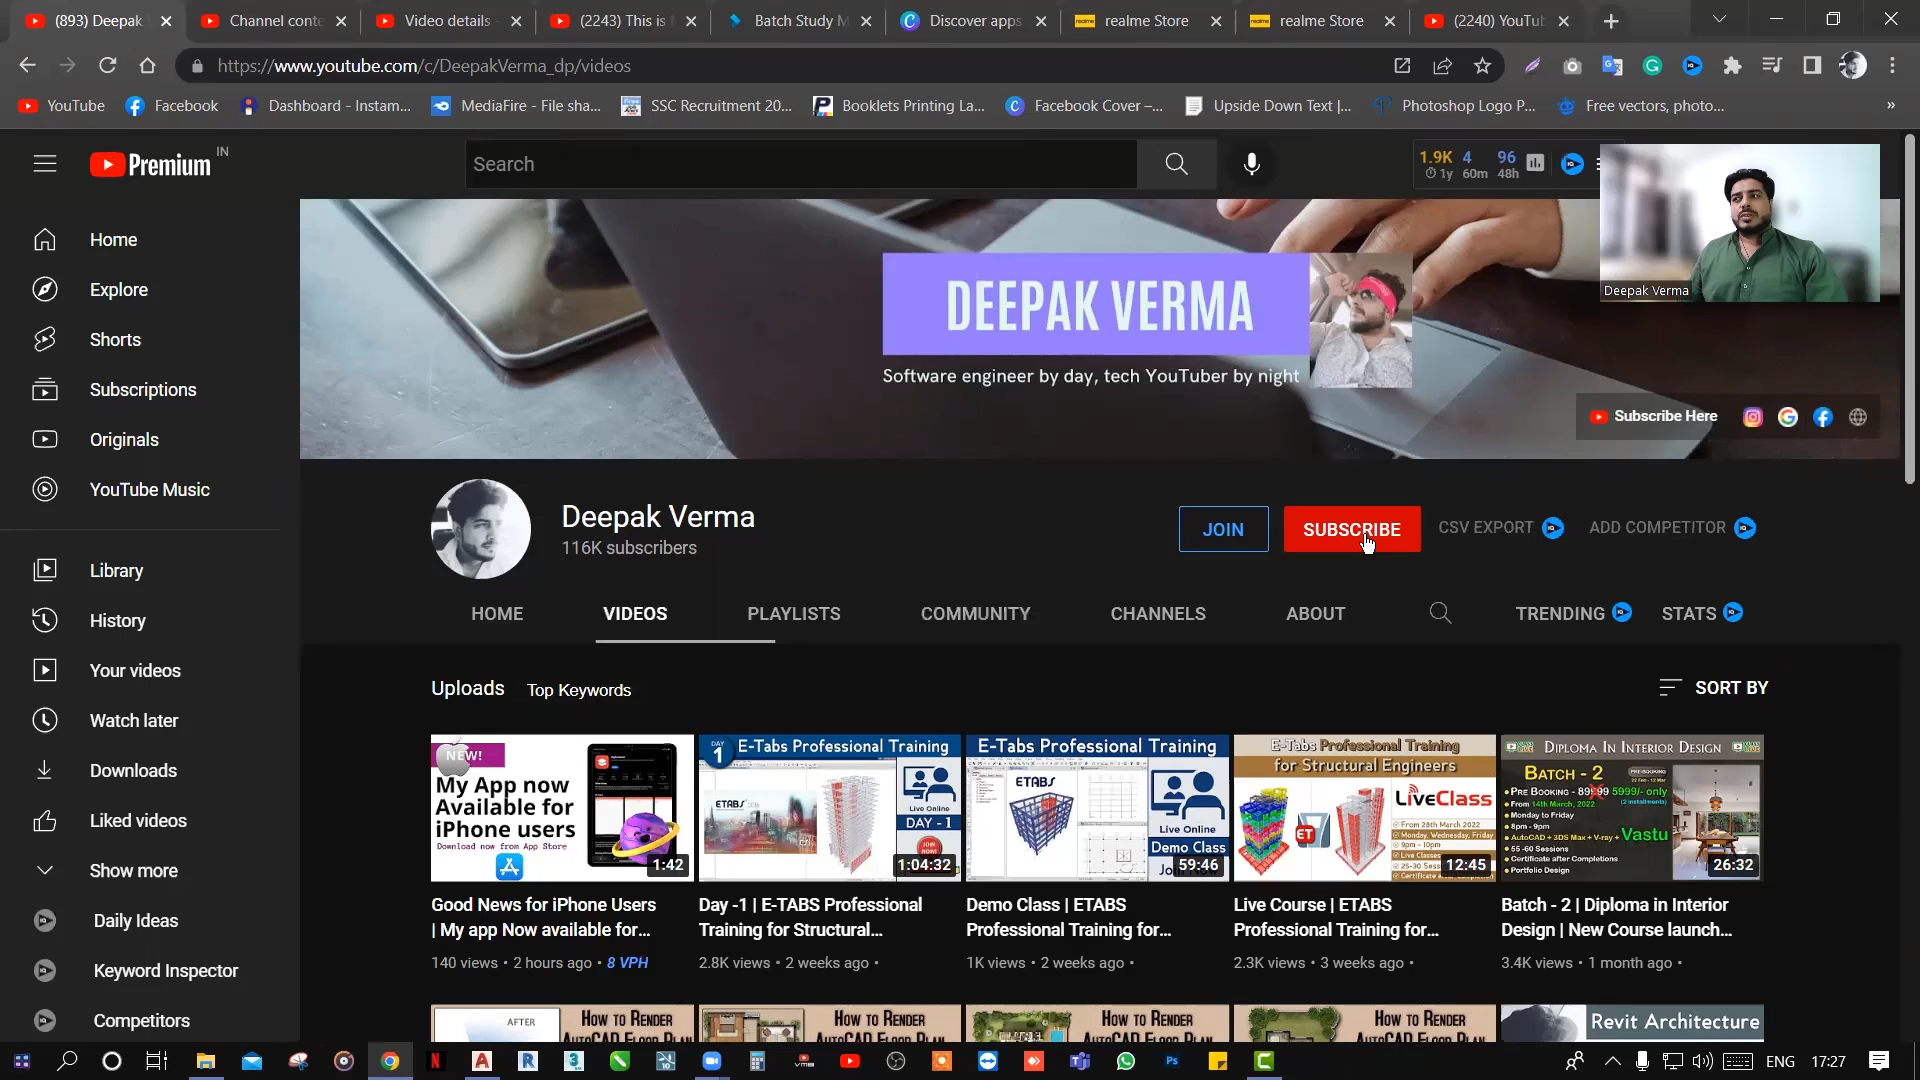 (893) Deepak
Channel conte
Video details
(2243) This is
Batch Study M
Discover apps
realme Store
realme Store
(2240) YouTub
https://www.youtube.com/c/DeepakVerma_dp/videos
YouTube
Facebook
Dashboard - Instam...
MediaFire - File sha...
SSC Recruitment 20...
Booklets Printing La...
Facebook Cover –...
Upside Down Text |...
Photoshop Logo P...
Free vectors, photo...
Premium IN
Search
1.9K 4 96
1y 60m 48h
Deepak Verma
DEEPAK VERMA
Software engineer by day, tech YouTuber by night
Subscribe Here
Home
Explore
Shorts
Subscriptions
Originals
YouTube Music
Library
History
Your videos
Watch later
Downloads
Liked videos
Show more
Daily Ideas
Keyword Inspector
Competitors
Deepak Verma
116K subscribers
JOIN
SUBSCRIBE
CSV EXPORT
ADD COMPETITOR
HOME
VIDEOS
PLAYLISTS
COMMUNITY
CHANNELS
ABOUT
TRENDING
STATS
Uploads
Top Keywords
SORT BY
NEW!
My App now
Available for
iPhone users
Download now from App Store
1:42
Good News for iPhone Users
| My app Now available for...
140 views • 2 hours ago • 8 VPH
DAY 1
E-Tabs Professional Training
ETABS
Live Online
DAY - 1
JOIN NOW!
1:04:32
Day -1 | E-TABS Professional
Training for Structural...
2.8K views • 2 weeks ago •
E-Tabs Professional Training
ETABS
Live Online
Demo Class
59:46
Demo Class | ETABS
Professional Training for...
1K views • 2 weeks ago •
E-Tabs Professional Training
for Structural Engineers
LiveClass
ET
From 28th March 2022
Monday, Wednesday, Friday
9pm - 10pm
Live Classes
12:45
Live Course | ETABS
Professional Training for...
2.3K views • 3 weeks ago •
Diploma In Interior Design
Batch - 2
Pre Booking - 89999 5999/- only
(2 installments)
From 14th March, 2022
Monday to Friday
8pm - 9pm
AutoCAD + 3DS Max + V-ray + Vastu
55 -60 Sessions
Certificate after Completions
Portfolio Design
26:32
Batch - 2 | Diploma in Interior
Design | New Course launch...
3.4K views • 1 month ago •
AFTER
How to Render
AutoCAD Floor Plan
How to Render
AutoCAD Floor Plan
How to Render
AutoCAD Floor Plan
How to Render
AutoCAD Floor Plan
Revit Architecture
ENG
17:27